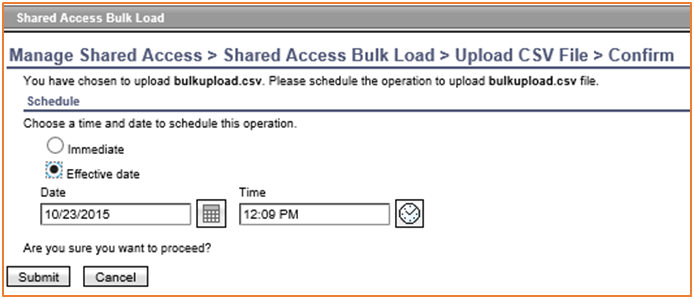 Shared Access Bulk Load
Manage Shared Access > Shared Access Bulk Load > Upload CSV File > Confirm
You have chosen to upload bulkupload.csv. Please schedule the operation to upload bulkupload.csv file.
Schedule
Choose a time and date to schedule this operation.
Immediate
Effective date
Date Time
10/23/2015 12:09 PM
Are you sure you want to proceed?
Submit Cancel